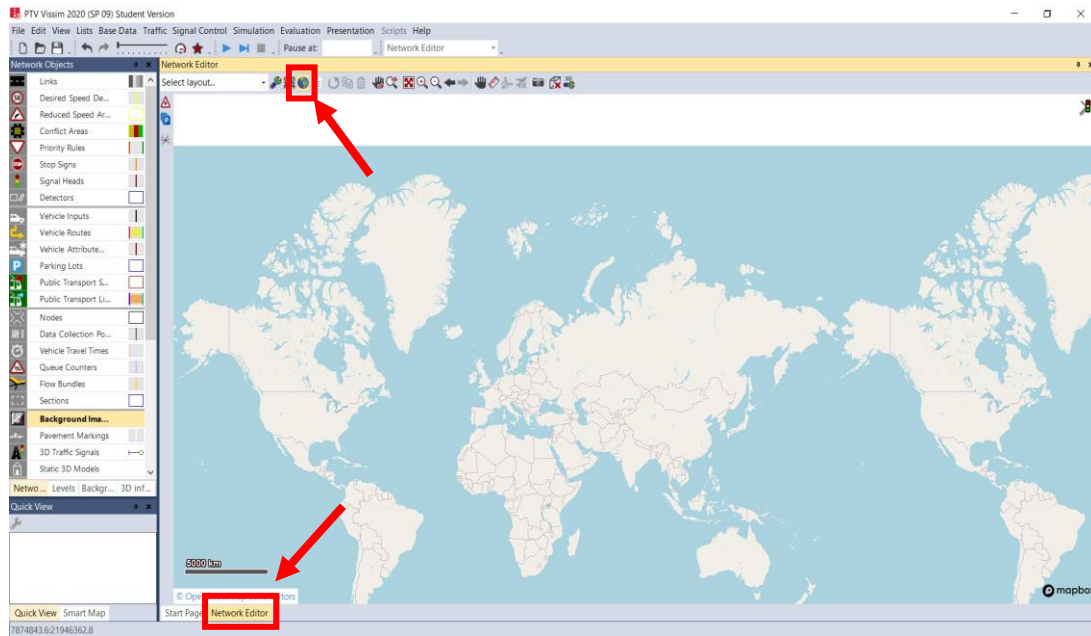 PTV Vissim 2020 (SP 09) Student Version
File Edit View Lists Base Data Traffic Signal Control Simulation Evaluation Presentation Scripts Help
Pause at: Network Editor
Network Objects
Network Editor
Links
Select layout...
Desired Speed De...
Reduced Speed Ar...
Conflict Areas
Priority Rules
Stop Signs
Signal Heads
Detectors
Vehicle Inputs
Vehicle Routes
Vehicle Attribute...
Parking Lots
Public Transport S...
Public Transport Li...
Nodes
Data Collection Po...
Vehicle Travel Times
Queue Counters
Flow Bundles
Sections
Background Ima...
Pavement Markings
3D Traffic Signals
Static 3D Models
Netwo... Levels Backgr... 3D inf...
Quick View
5000 km
mapbox
Quick View Smart Map
Start Page Network Editor
7874843.6:21946362.8